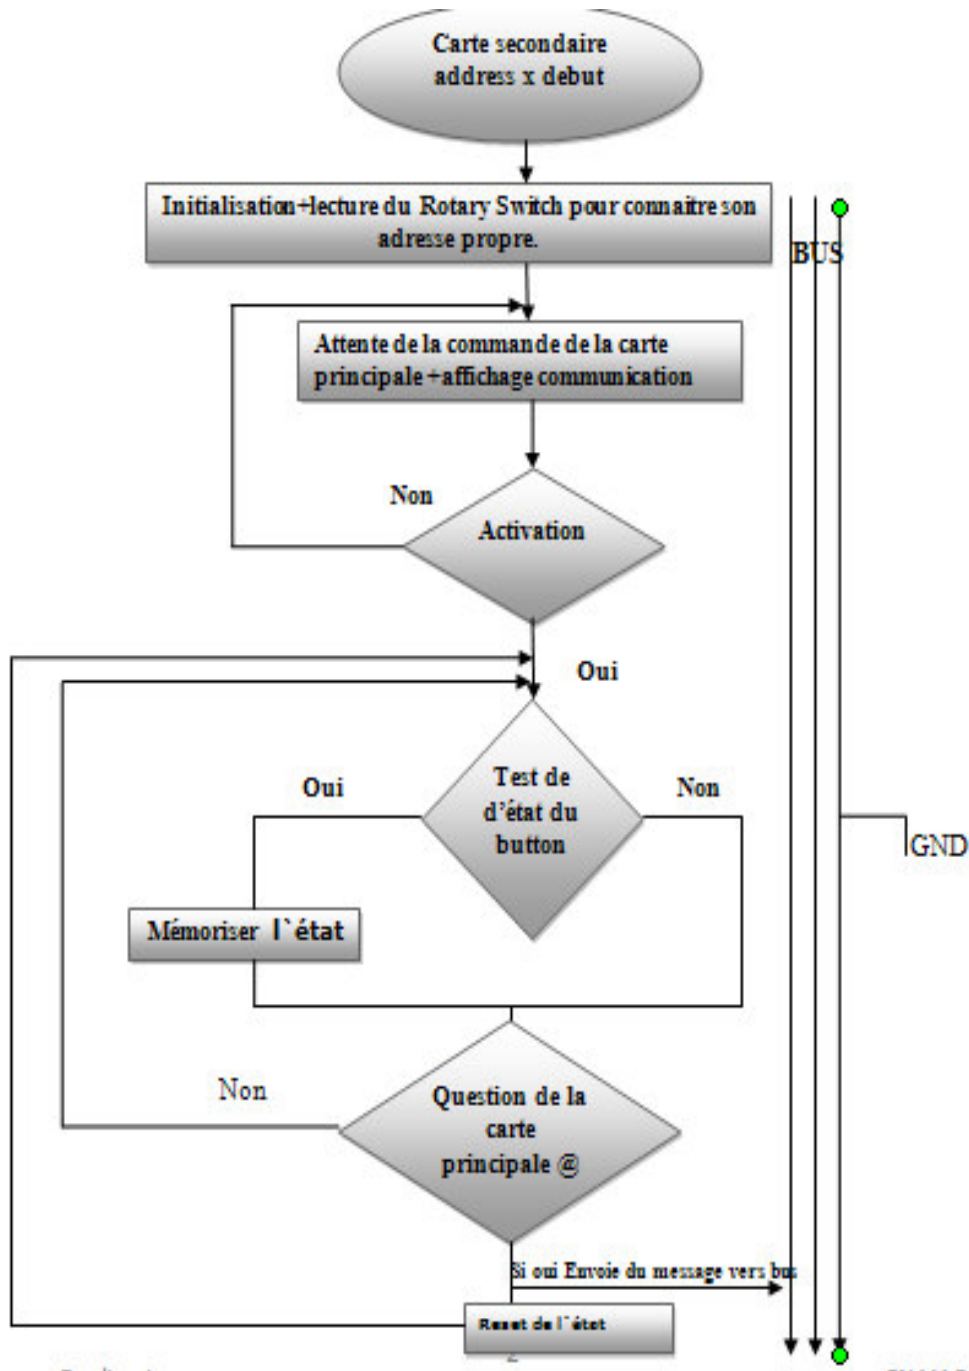 Carte secondaire
address x debut
Initialisation+lecture du Rotary Switch pour connaitre son
adresse propre.
BUS
Attente de la commande de la carte
principale +affichage communication
Non
Activation
Oui
Oui
Test de
d'état du
button
Non
GND
Mémoriser l`état
Non
Question de la
carte
principale @
Si oui Envoie du message vers bus
Reset de l`état